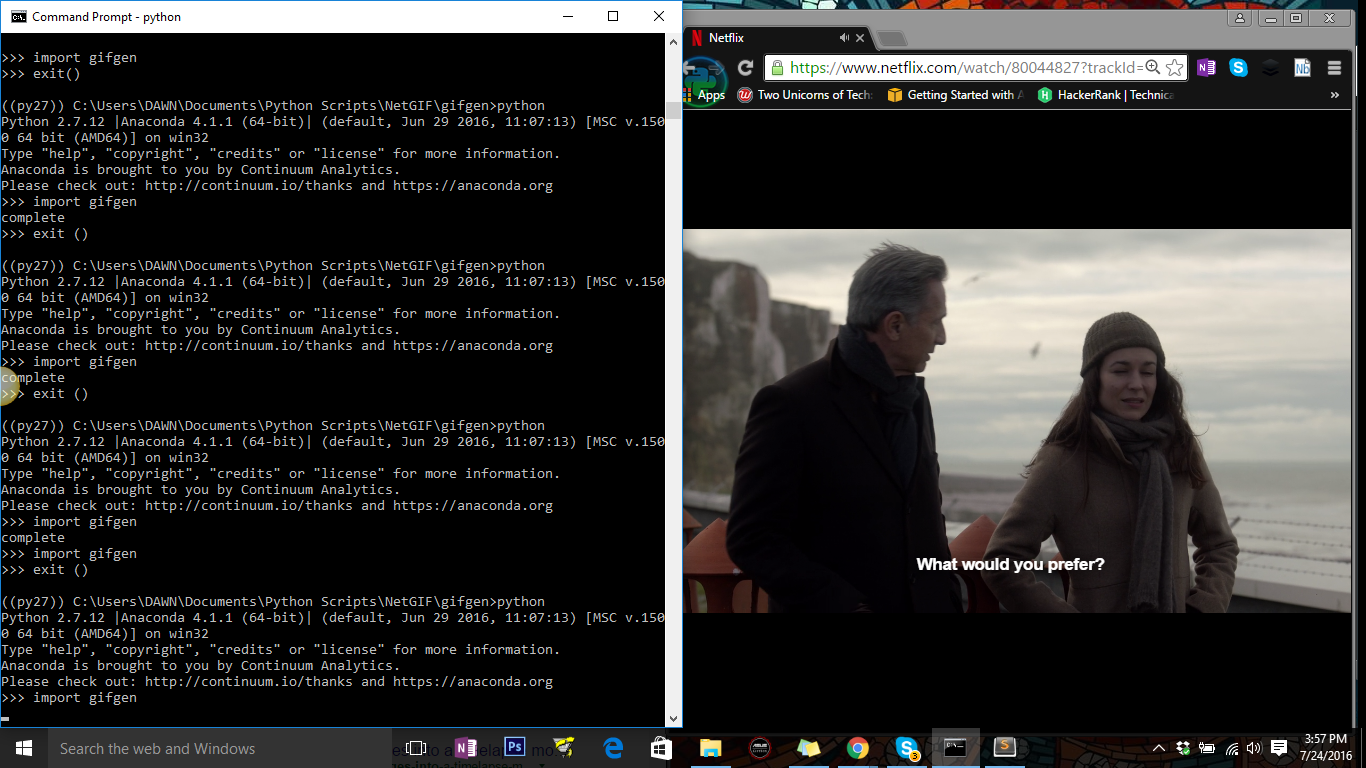 Command Prompt - python
>>> import gifgen
>>> exit()
((py27)) C:\Users\DAWN\Documents\Python Scripts\NetGIF\gifgen>python
Python 2.7.12 |Anaconda 4.1.1 (64-bit)| (default, Jun 29 2016, 11:07:13) [MSC v.150
0 64 bit (AMD64)] on win32
Type "help", "copyright", "credits" or "license" for more information.
Anaconda is brought to you by Continuum Analytics.
Please check out: http://continuum.io/thanks and https://anaconda.org
>>> import gifgen
complete
>>> exit ()
((py27)) C:\Users\DAWN\Documents\Python Scripts\NetGIF\gifgen>python
Python 2.7.12 |Anaconda 4.1.1 (64-bit)| (default, Jun 29 2016, 11:07:13) [MSC v.150
0 64 bit (AMD64)] on win32
Type "help", "copyright", "credits" or "license" for more information.
Anaconda is brought to you by Continuum Analytics.
Please check out: http://continuum.io/thanks and https://anaconda.org
>>> import gifgen
complete
>>> exit ()
((py27)) C:\Users\DAWN\Documents\Python Scripts\NetGIF\gifgen>python
Python 2.7.12 |Anaconda 4.1.1 (64-bit)| (default, Jun 29 2016, 11:07:13) [MSC v.150
0 64 bit (AMD64)] on win32
Type "help", "copyright", "credits" or "license" for more information.
Anaconda is brought to you by Continuum Analytics.
Please check out: http://continuum.io/thanks and https://anaconda.org
>>> import gifgen
complete
>>> import gifgen
>>> exit ()
((py27)) C:\Users\DAWN\Documents\Python Scripts\NetGIF\gifgen>python
Python 2.7.12 |Anaconda 4.1.1 (64-bit)| (default, Jun 29 2016, 11:07:13) [MSC v.150
0 64 bit (AMD64)] on win32
Type "help", "copyright", "credits" or "license" for more information.
Anaconda is brought to you by Continuum Analytics.
Please check out: http://continuum.io/thanks and https://anaconda.org
>>> import gifgen
Netflix
https://www.netflix.com/watch/80044827?trackId=
Apps Two Unicorns of Tech Getting Started with HackerRank | Technica
What would you prefer?
Search the web and Windows
3:57 PM
7/24/2016